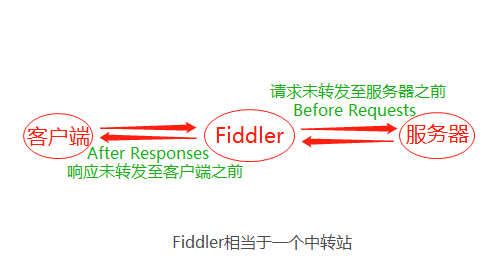 请求未转发至服务器之前
Before Requests
客户端
Fiddler
服务器
After Responses
响应未转发至客户端之前
Fiddler相当于一个中转站